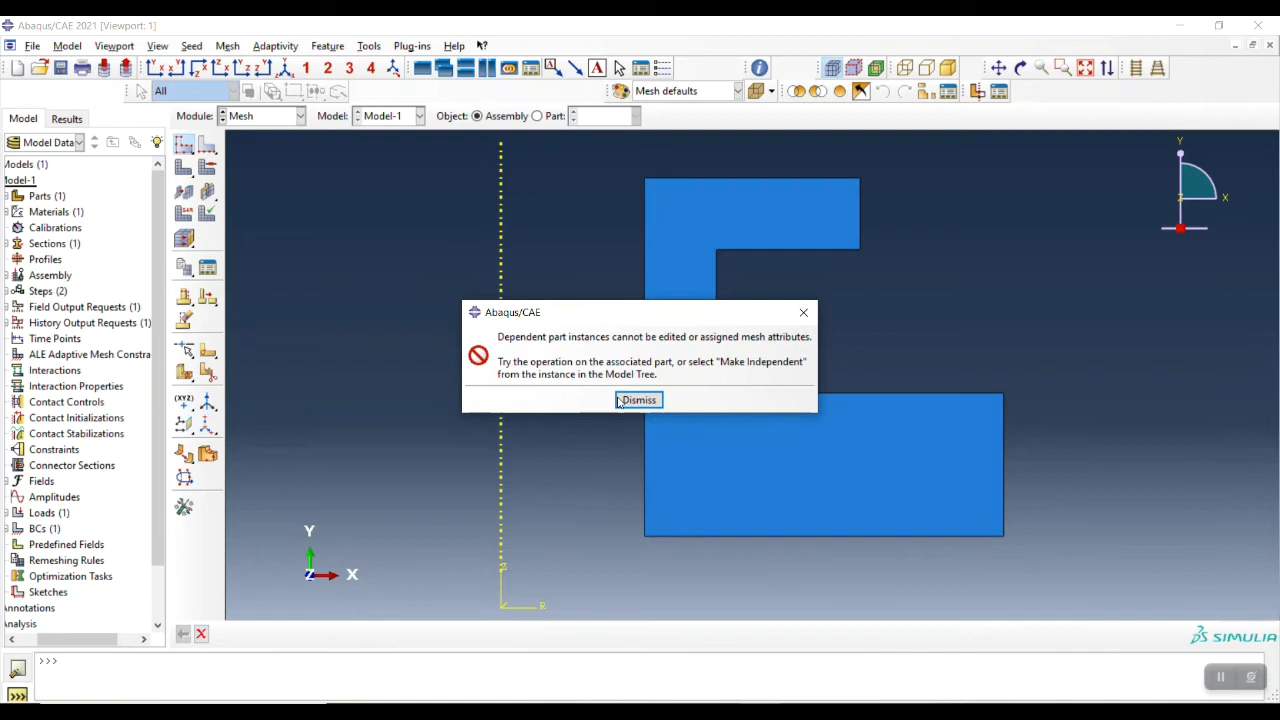 Abaqus/CAE 2021 [Viewport: 1]
File Model Viewport View Seed Mesh Adaptivity Feature Tools Plug-ins Help
1 2 3 4 A
All Mesh defaults
Model Results Module: Mesh Model: Model-1 Object: Assembly Part:
Model Data
Models (1)
Model-1
Parts (1)
Materials (1)
Calibrations
Sections (1)
Profiles
Assembly
Steps (2)
Field Output Requests (1)
History Output Requests (1)
Time Points
ALE Adaptive Mesh Constra
Interactions
Interaction Properties
Contact Controls
Contact Initializations
Contact Stabilizations
Constraints
Connector Sections
Fields
Amplitudes
Loads (1)
BCs (1)
Predefined Fields
Remeshing Rules
Optimization Tasks
Sketches
Annotations
Analysis
(XYZ)
Y
Z X
Abaqus/CAE
Dependent part instances cannot be edited or assigned mesh attributes.
Try the operation on the associated part, or select "Make Independent"
from the instance in the Model Tree.
Dismiss
Y
Z X
Z
R
SIMULIA
>>>
>>>